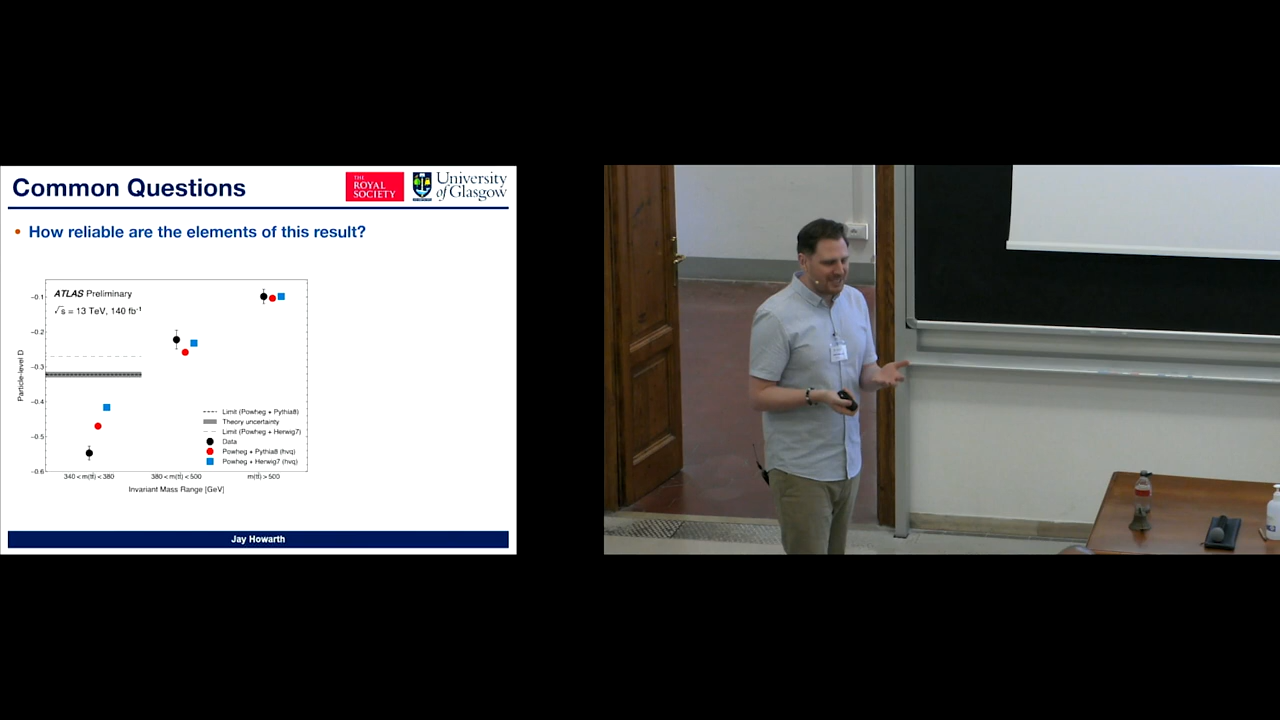 Common Questions
THE
ROYAL
SOCIETY
University
of Glasgow
• How reliable are the elements of this result?
ATLAS Preliminary
√s = 13 TeV, 140 fb⁻¹
Particle-level D
−0.1
−0.2
−0.3
−0.4
−0.5
−0.6
Limit (Powheg + Pythia8)
Theory uncertainty
Limit (Powheg + Herwig7)
Data
Powheg + Pythia8 (hvq)
Powheg + Herwig7 (hvq)
340 < m(tt̄) < 380
380 < m(tt̄) < 500
m(tt̄) > 500
Invariant Mass Range [GeV]
Jay Howarth